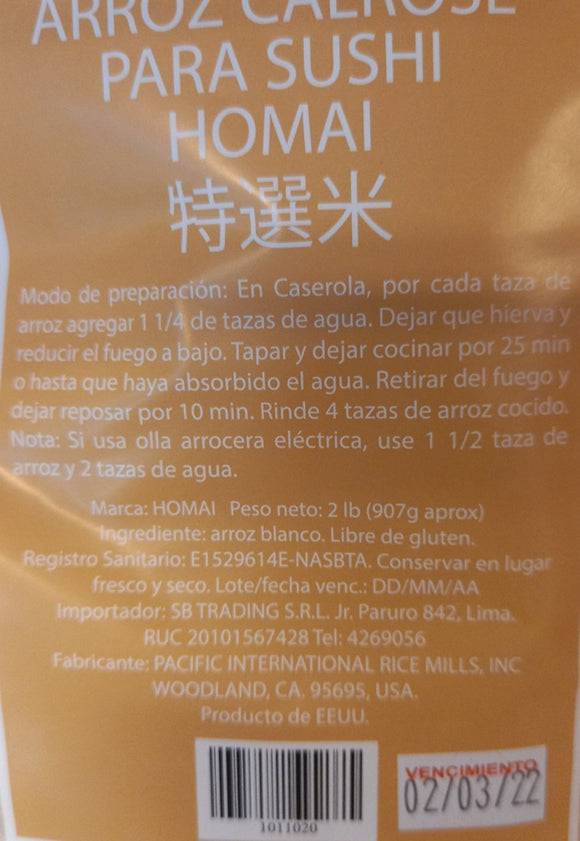 ARROZ CALROSE
PARA SUSHI
HOMAI
特選米
Modo de preparación: En Caserola, por cada taza de
arroz agregar 1 1/4 de tazas de agua. Dejar que hierva y
reducir el fuego a bajo. Tapar y dejar cocinar por 25 min
o hasta que haya absorbido el agua. Retirar del fuego y
dejar reposar por 10 min. Rinde 4 tazas de arroz cocido.
Nota: Si usa olla arrocera eléctrica, use 1 1/2 taza de
arroz y 2 tazas de agua.
Marca: HOMAI Peso neto: 2 lb (907g aprox)
Ingrediente: arroz blanco. Libre de gluten.
Registro Sanitario: E1529614E-NASBTA. Conservar en lugar
fresco y seco. Lote/fecha venc.: DD/MM/AA
Importador: SB TRADING S.R.L. Jr. Paruro 842, Lima.
RUC 20101567428 Tel: 4269056
Fabricante: PACIFIC INTERNATIONAL RICE MILLS, INC
WOODLAND, CA. 95695, USA.
Producto de EEUU.
1011020
VENCIMIENTO
02/03/22